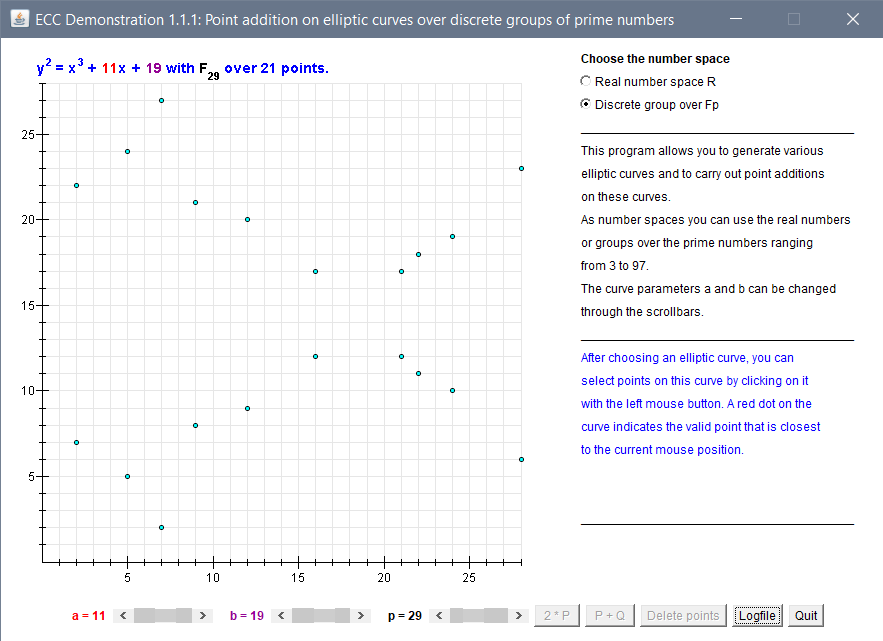 ECC Demonstration 1.1.1: Point addition on elliptic curves over discrete groups of prime numbers
y² = x³ + 11x + 19 with F₂₉ over 21 points.
25
20
15
10
5
5
10
15
20
25
Choose the number space
Real number space R
Discrete group over Fp
This program allows you to generate various
elliptic curves and to carry out point additions
on these curves.
As number spaces you can use the real numbers
or groups over the prime numbers ranging
from 3 to 97.
The curve parameters a and b can be changed
through the scrollbars.
After choosing an elliptic curve, you can
select points on this curve by clicking on it
with the left mouse button. A red dot on the
curve indicates the valid point that is closest
to the current mouse position.
a = 11 b = 19 p = 29 2 * P P + Q Delete points Logfile Quit